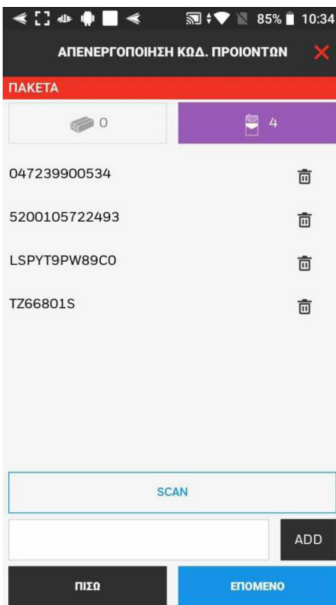 85% 10:34
ΑΠΕΝΕΡΓΟΠΟΙΗΣΗ ΚΩΔ. ΠΡΟΙΟΝΤΩΝ
ΠΑΚΕΤΑ
0 4
047239900534
5200105722493
LSPYT9PW89C0
TZ66801S
SCAN
ADD
ΠΙΣΩ ΕΠΟΜΕΝΟ